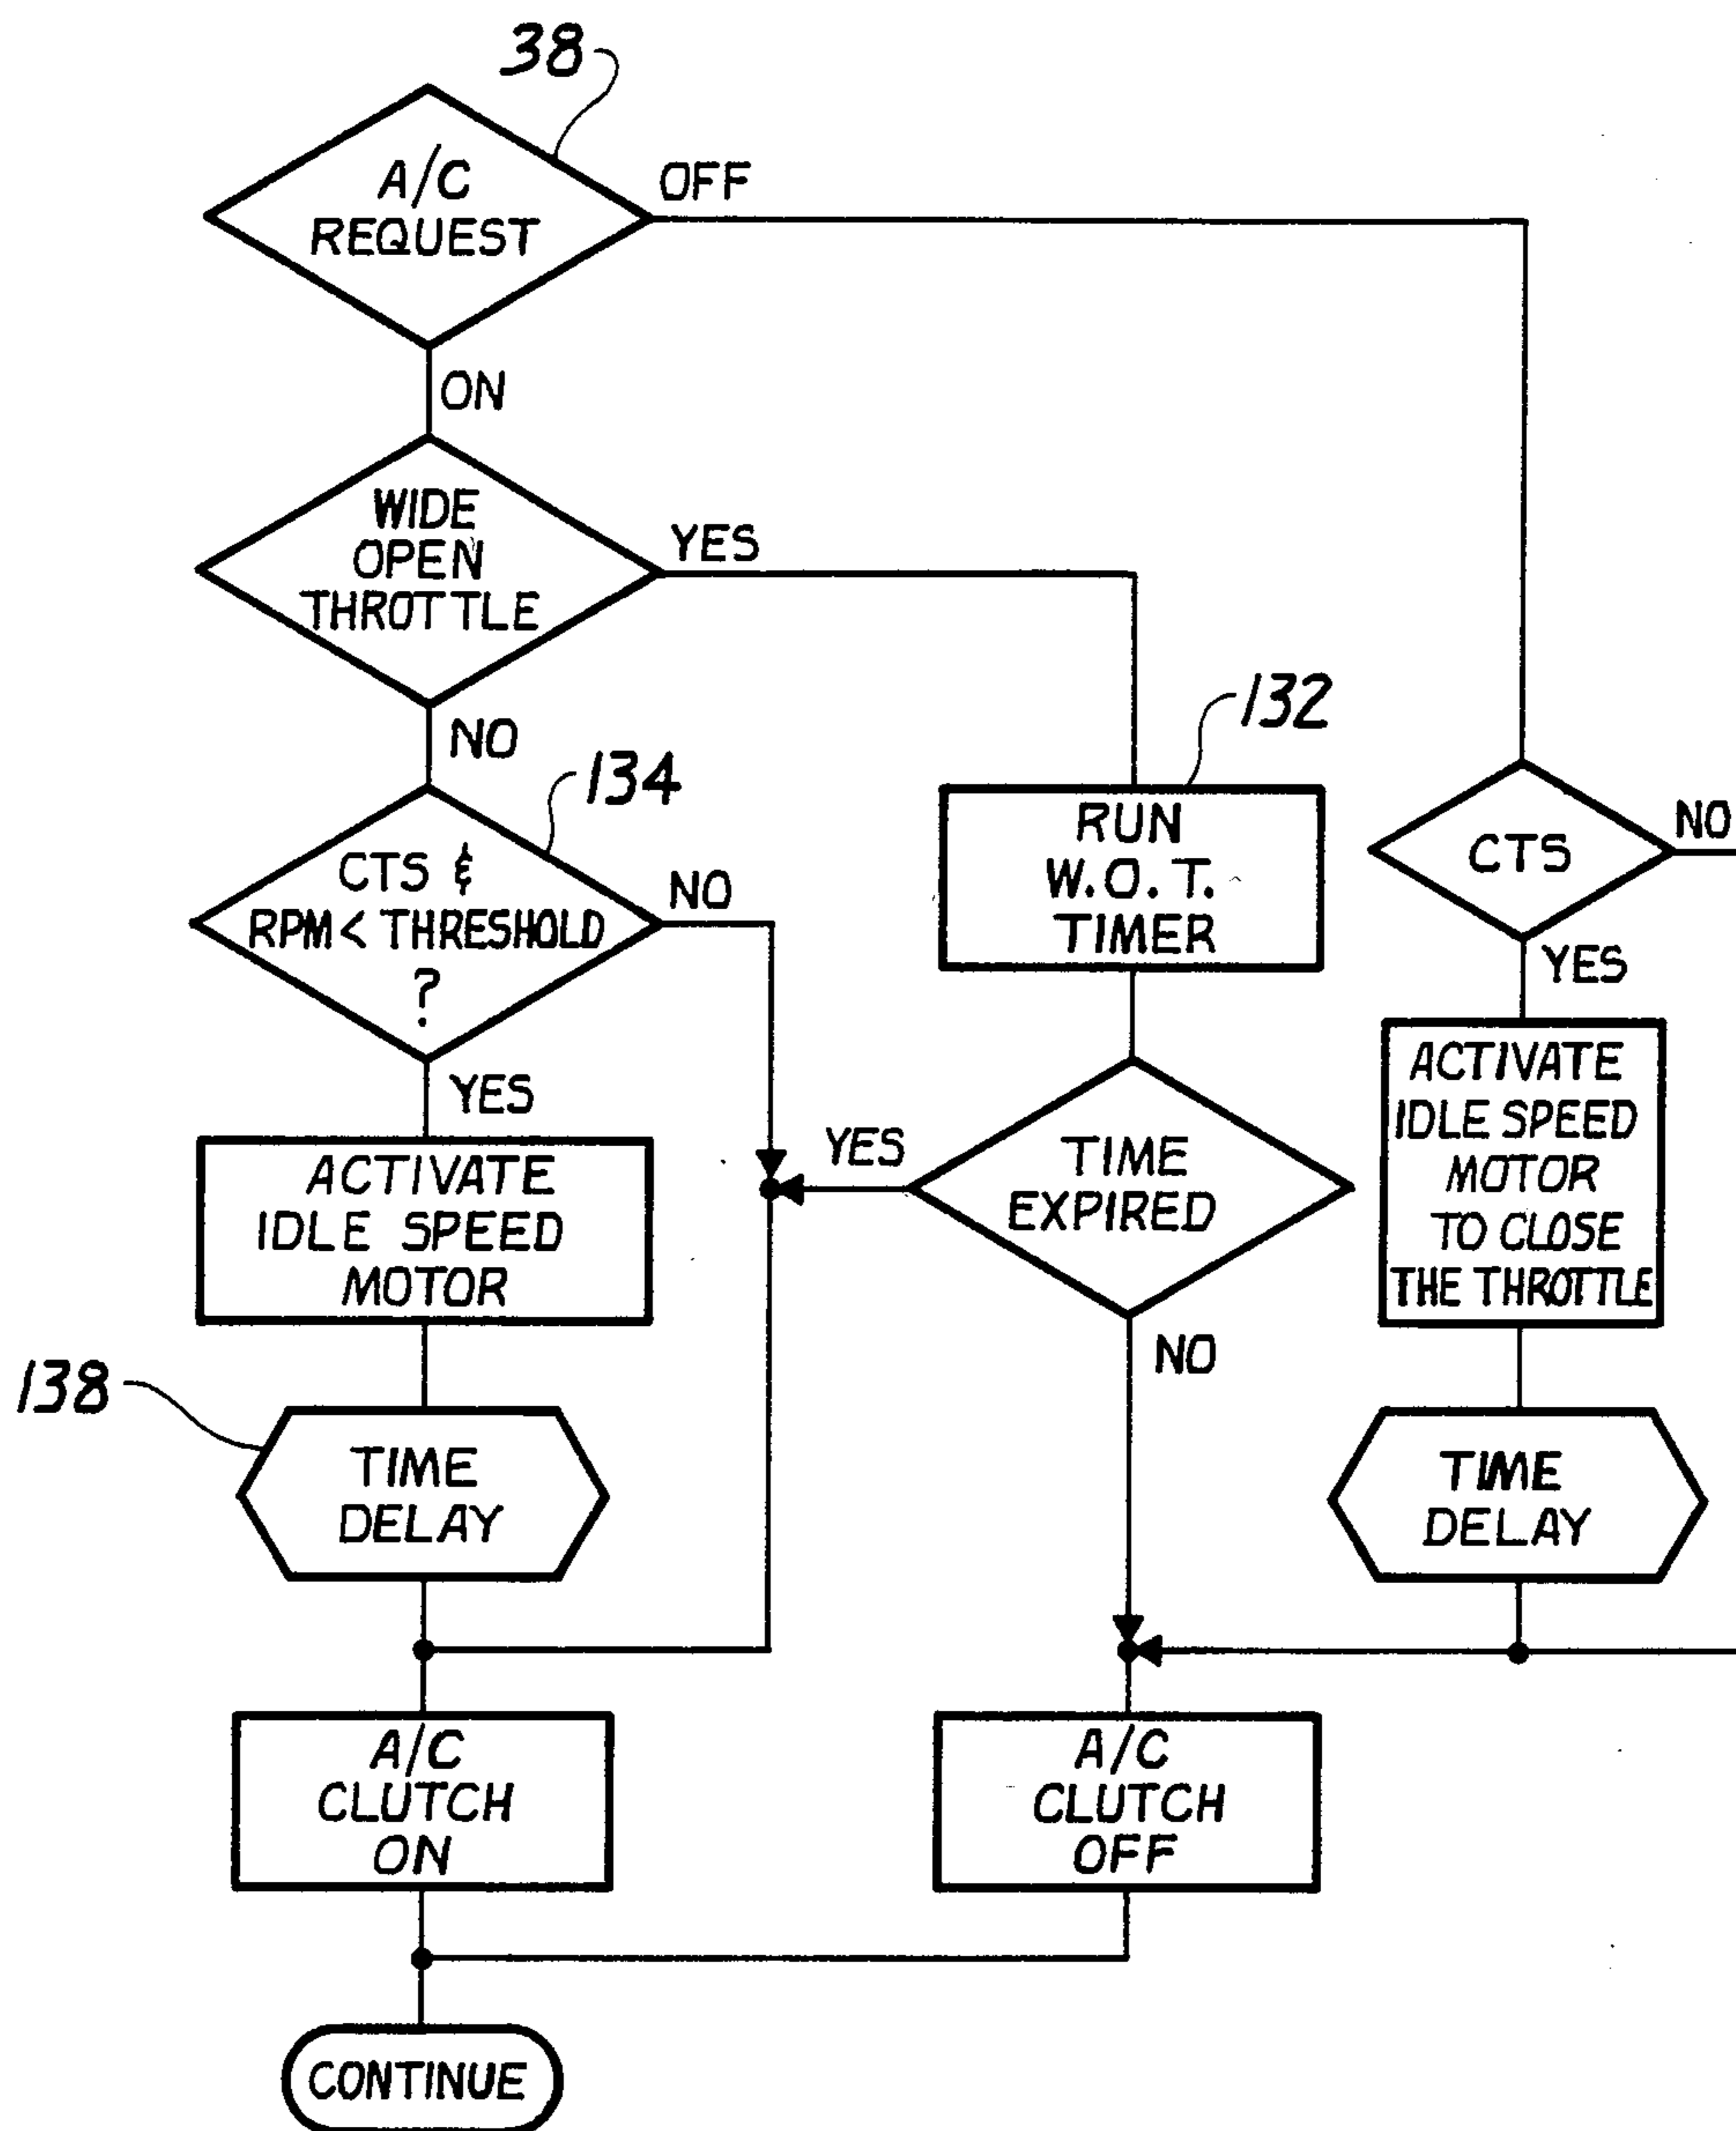 38
A/C
REQUEST
OFF
ON
WIDE
OPEN
THROTTLE
YES
NO
134
CTS &
RPM < THRESHOLD
?
NO
YES
132
RUN
W.O.T.
TIMER
CTS
NO
YES
ACTIVATE
IDLE SPEED
MOTOR
YES
TIME
EXPIRED
NO
ACTIVATE
IDLE SPEED
MOTOR
TO CLOSE
THE THROTTLE
138
TIME
DELAY
TIME
DELAY
A/C
CLUTCH
ON
A/C
CLUTCH
OFF
CONTINUE